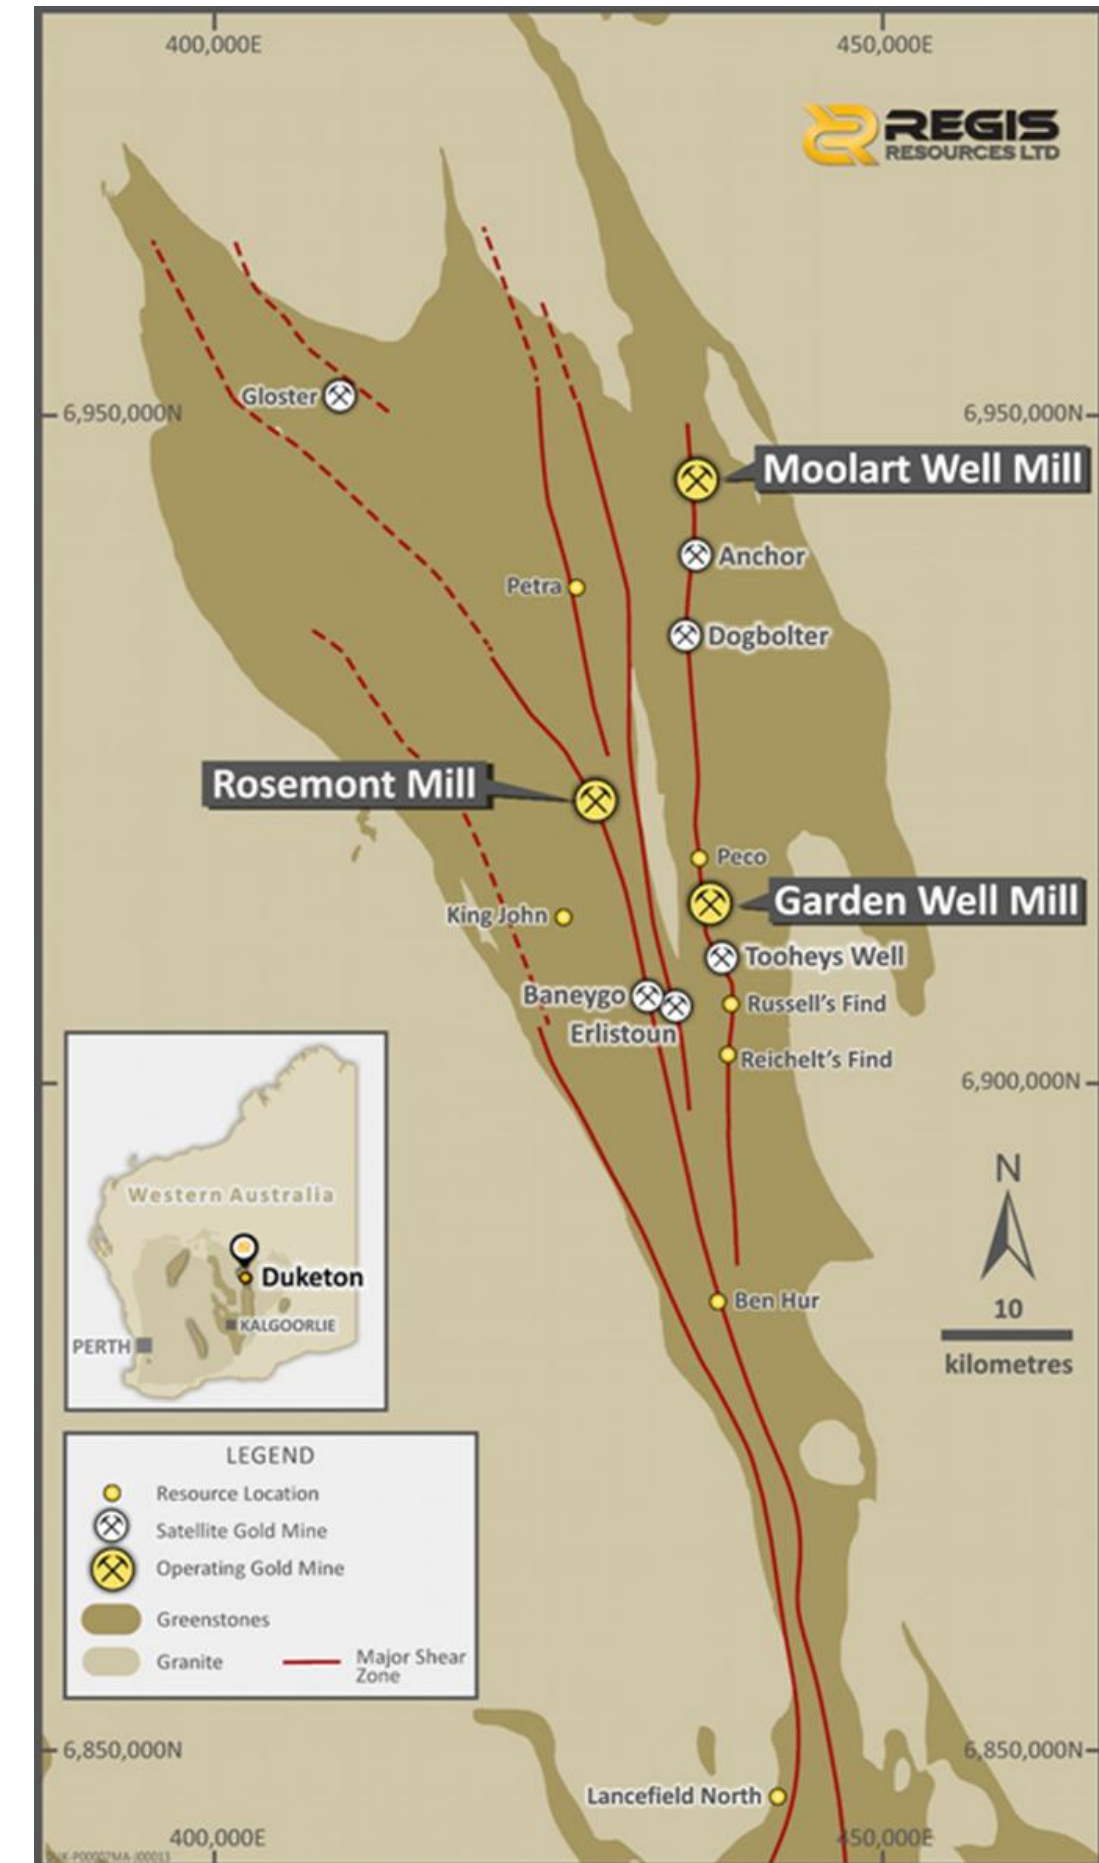 400,000E
450,000E
REGIS
RESOURCES LTD
Gloster
6,950,000N
6,950,000N
Moolart Well Mill
Anchor
Petra
Dogbolter
Rosemont Mill
Peco
Garden Well Mill
King John
Tooheys Well
Baneygo
Russell's Find
Erlistoun
Reichelt's Find
6,900,000N
N
10
kilometres
Western Australia
Duketon
KALGOORLIE
PERTH
Ben Hur
LEGEND
Resource Location
Satellite Gold Mine
Operating Gold Mine
Greenstones
Granite
Major Shear
Zone
6,850,000N
6,850,000N
Lancefield North
400,000E
450,000E